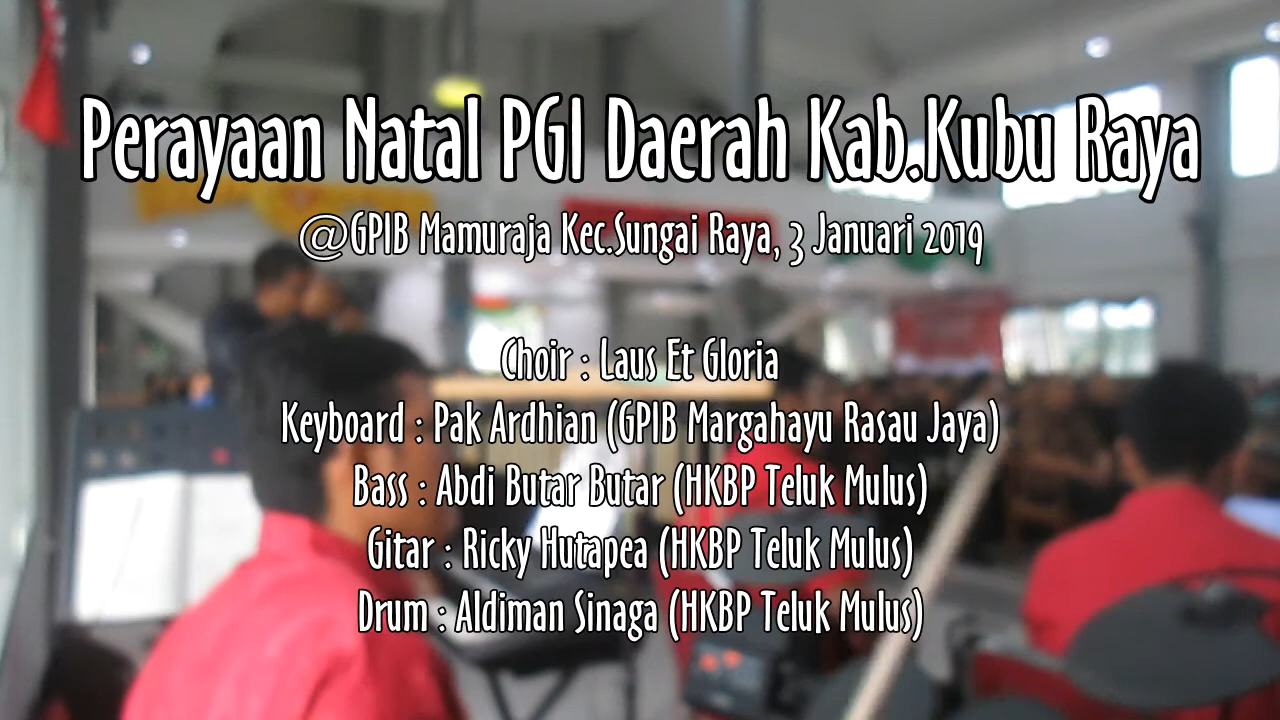 Perayaan Natal PGI Daerah Kab.Kubu Raya
@GPIB Mamuraja Kec.Sungai Raya, 3 Januari 2019
Choir : Laus Et Gloria
Keyboard : Pak Ardhian (GPIB Margahayu Rasau Jaya)
Bass : Abdi Butar Butar (HKBP Teluk Mulus)
Gitar : Ricky Hutapea (HKBP Teluk Mulus)
Drum : Aldiman Sinaga (HKBP Teluk Mulus)